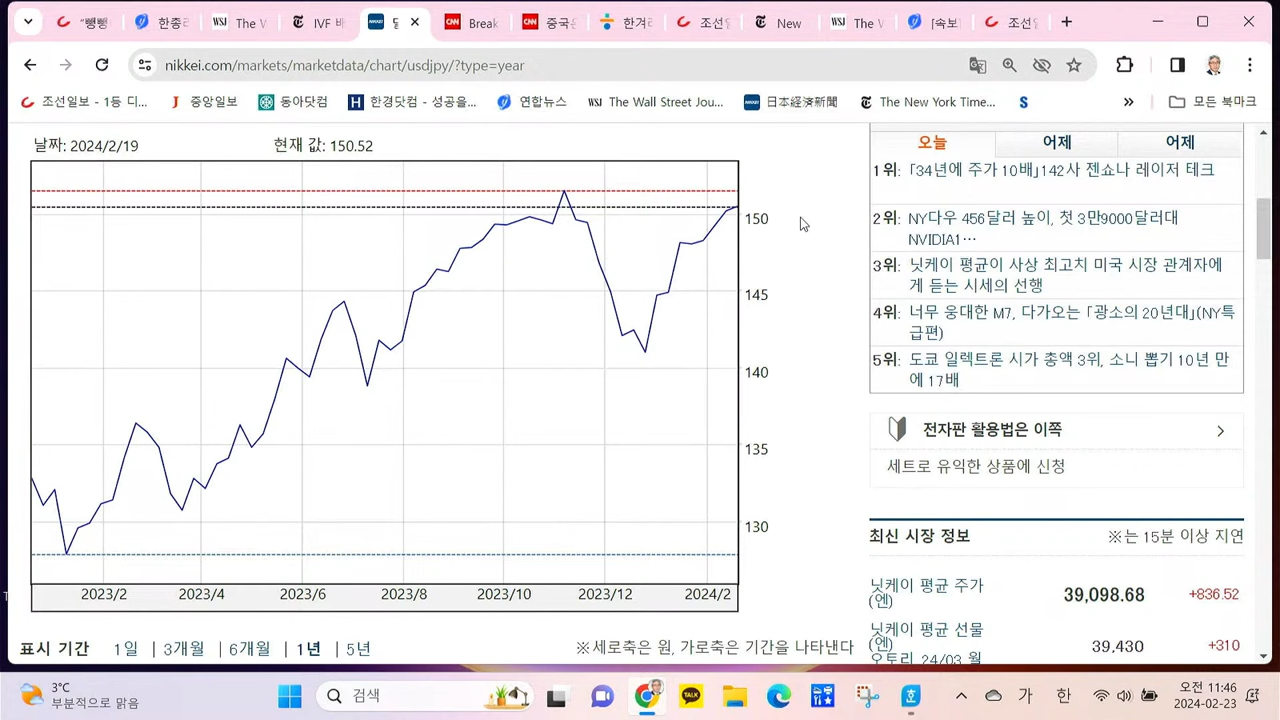 "뺑뺑
한종
The V
IVF
달
Break
중국
한겨
조선
New
The V
[속보
조선일
nikkei.com/markets/marketdata/chart/usdjpy/?type=year
조선일보 - 1등 디...
중앙일보
동아닷컴
한경닷컴 - 성공을...
연합뉴스
WSJ The Wall Street Jou...
日本経済新聞
The New York Time...
S
»
모든 북마크
날짜: 2024/2/19 현재 값: 150.52
150
145
140
135
130
2023/2 2023/4 2023/6 2023/8 2023/10 2023/12 2024/2
표시 기간 1일 | 3개월 | 6개월 | 1년 | 5년 ※세로축은 원, 가로축은 기간을 나타낸다
오늘 어제 어제
1위: 「34년에 주가 10배」142사 젠쇼나 레이저 테크
2위: NY다우 456달러 높이, 첫 3만9000달러대
NVIDIA1…
3위: 닛케이 평균이 사상 최고치 미국 시장 관계자에
게 듣는 시세의 선행
4위: 너무 웅대한 M7, 다가오는 「광소의 20년대」(NY특
급편)
5위: 도쿄 일렉트론 시가 총액 3위, 소니 뽑기 10년 만
에 17배
전자판 활용법은 이쪽
세트로 유익한 상품에 신청
최신 시장 정보 ※는 15분 이상 지연
닛케이 평균 주가
(엔) 39,098.68 +836.52
닛케이 평균 선물
(엔) 39,430 +310
오토리 24/03 월
3°C
부분적으로 맑음
검색
TALK
가
한
오전 11:46
2024-02-23